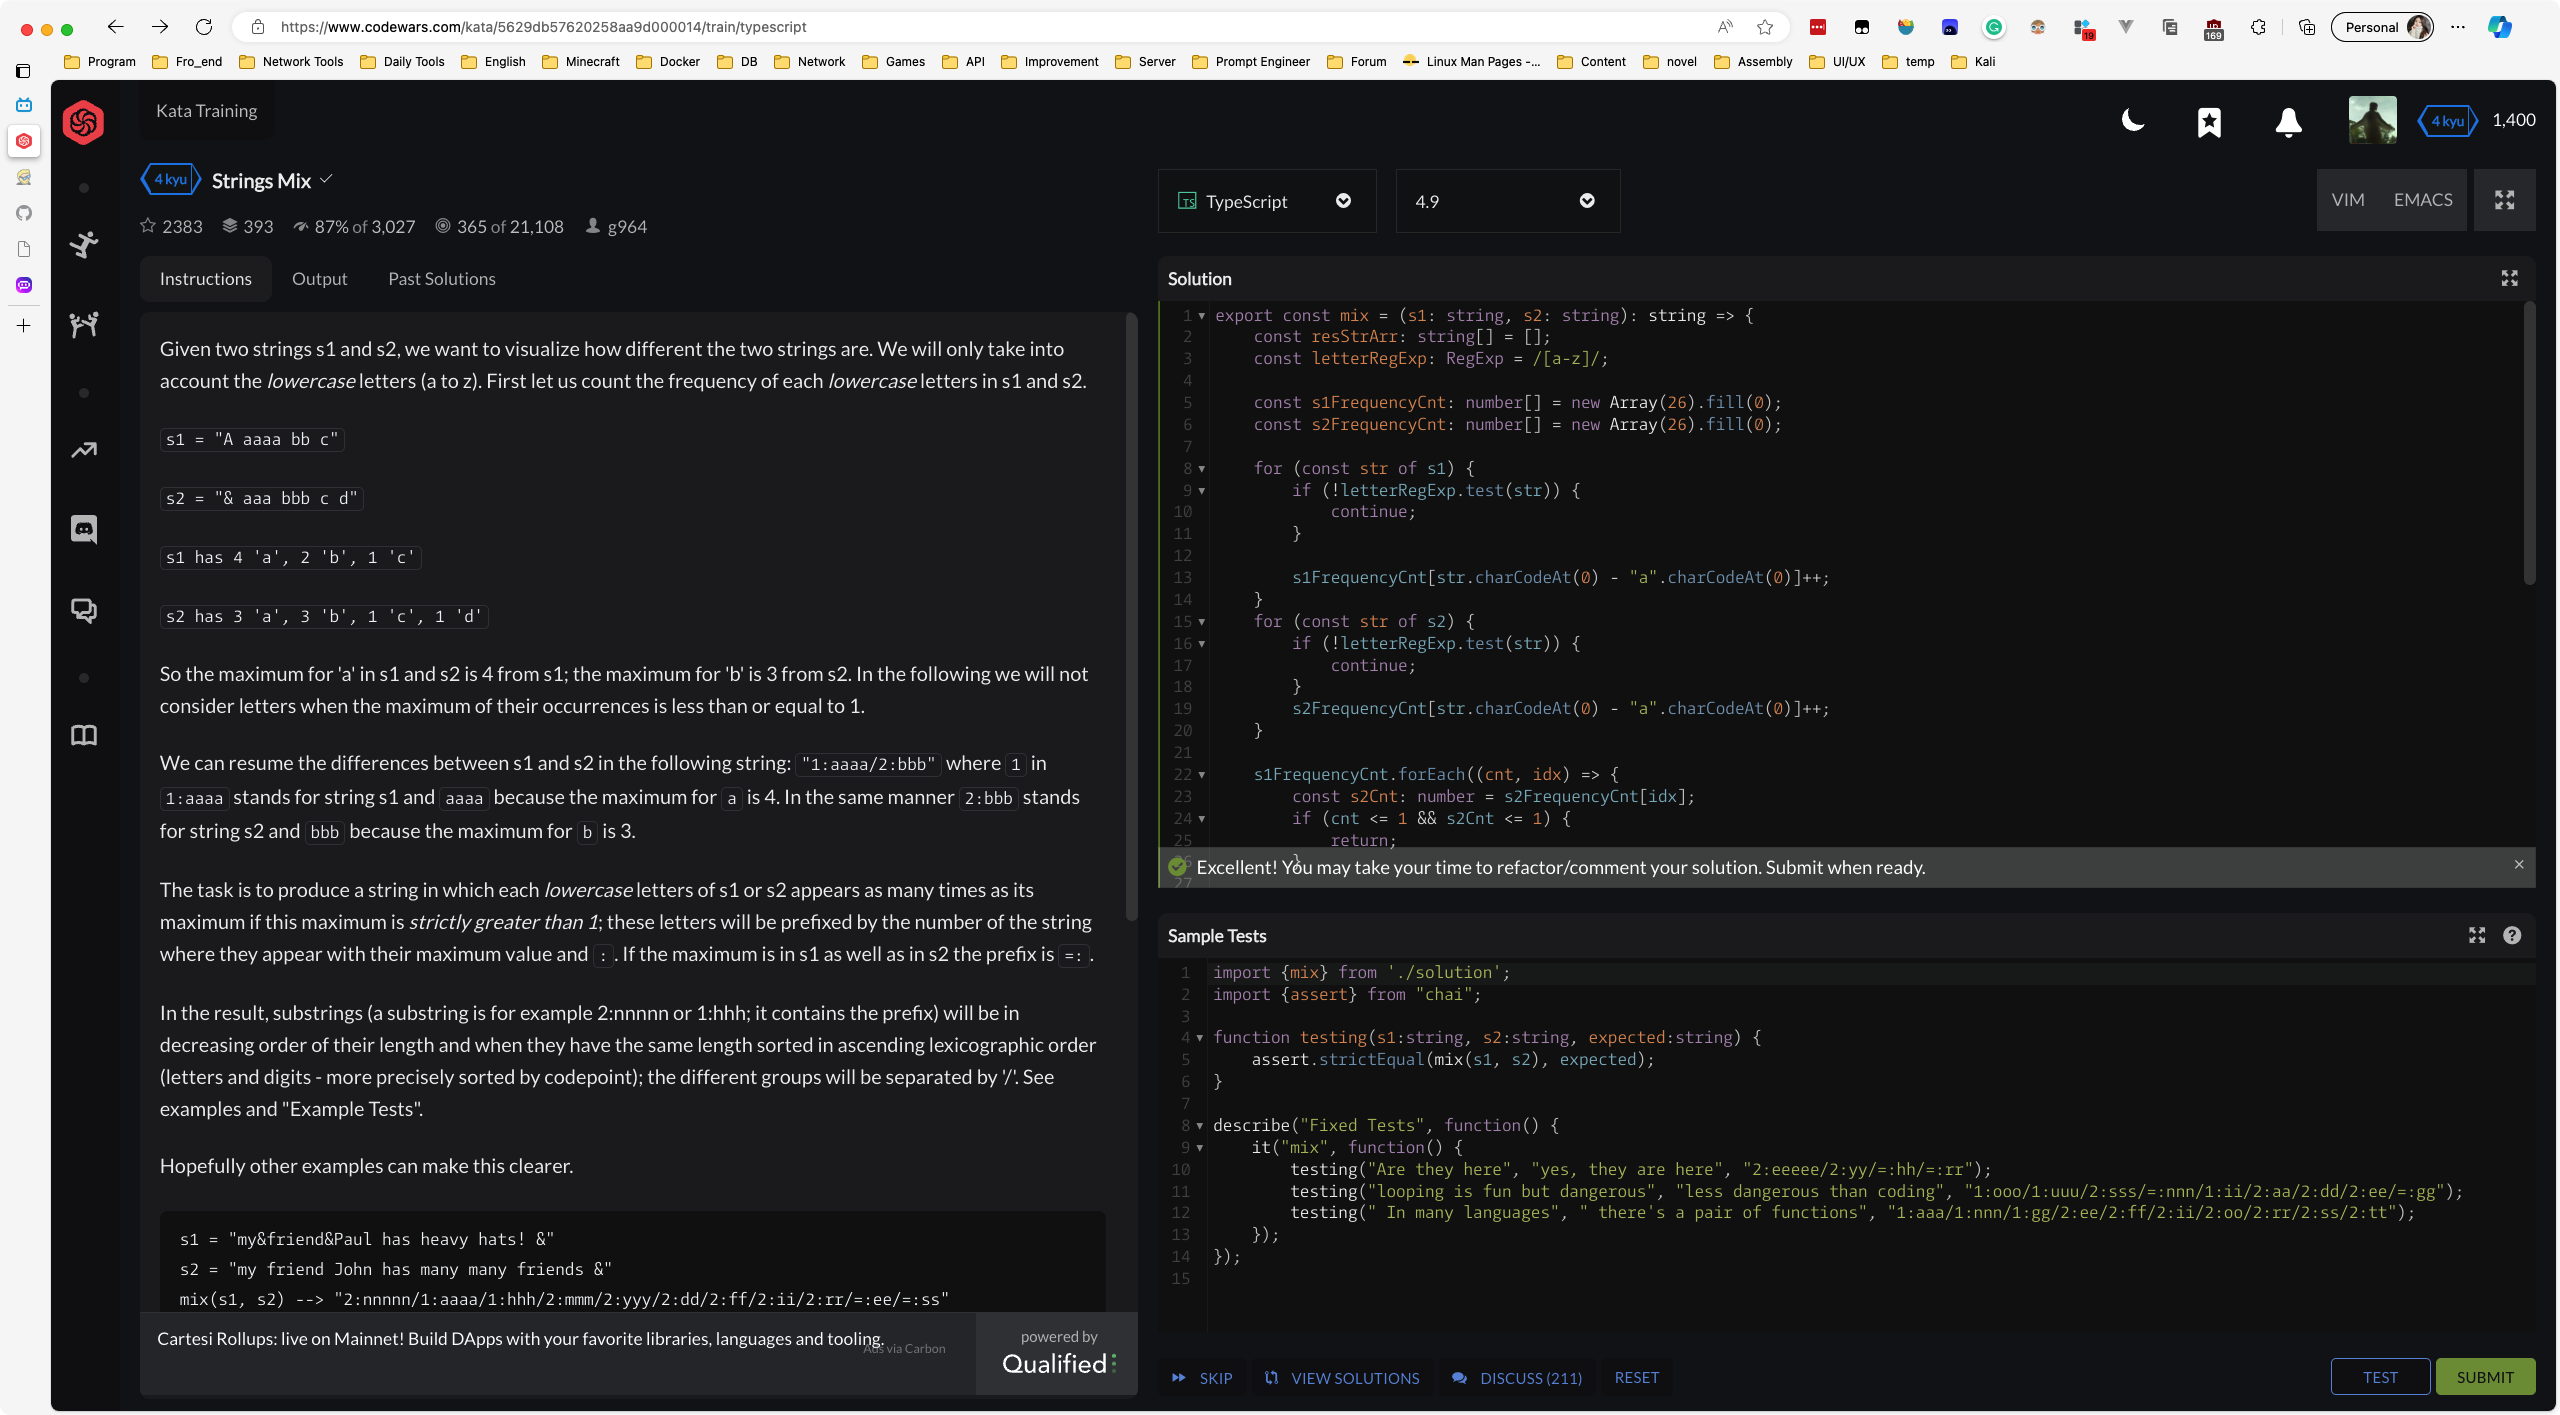 https://www.codewars.com/kata/5629db57620258aa9d000014/train/typescript
19
169
Personal
Program Fro_end Network Tools Daily Tools English Minecraft Docker DB Network Games API Improvement Server Prompt Engineer Forum Linux Man Pages -... Content novel Assembly UI/UX temp Kali
Kata Training
4 kyu 1,400
4 kyu Strings Mix
2383 393 87% of 3,027 365 of 21,108 g964
Instructions Output Past Solutions
Given two strings s1 and s2, we want to visualize how different the two strings are. We will only take into
account the lowercase letters (a to z). First let us count the frequency of each lowercase letters in s1 and s2.
s1 = "A aaaa bb c"
s2 = "& aaa bbb c d"
s1 has 4 'a', 2 'b', 1 'c'
s2 has 3 'a', 3 'b', 1 'c', 1 'd'
So the maximum for 'a' in s1 and s2 is 4 from s1; the maximum for 'b' is 3 from s2. In the following we will not
consider letters when the maximum of their occurrences is less than or equal to 1.
We can resume the differences between s1 and s2 in the following string: "1:aaaa/2:bbb" where 1 in
1:aaaa stands for string s1 and aaaa because the maximum for a is 4. In the same manner 2:bbb stands
for string s2 and bbb because the maximum for b is 3.
The task is to produce a string in which each lowercase letters of s1 or s2 appears as many times as its
maximum if this maximum is strictly greater than 1; these letters will be prefixed by the number of the string
where they appear with their maximum value and :. If the maximum is in s1 as well as in s2 the prefix is =:.
In the result, substrings (a substring is for example 2:nnnnn or 1:hhh; it contains the prefix) will be in
decreasing order of their length and when they have the same length sorted in ascending lexicographic order
(letters and digits - more precisely sorted by codepoint); the different groups will be separated by '/'. See
examples and "Example Tests".
Hopefully other examples can make this clearer.
s1 = "my&friend&Paul has heavy hats! &"
s2 = "my friend John has many many friends &"
mix(s1, s2) --> "2:nnnnn/1:aaaa/1:hhh/2:mmm/2:yyy/2:dd/2:ff/2:ii/2:rr/=:ee/=:ss"
Cartesi Rollups: live on Mainnet! Build DApps with your favorite libraries, languages and tooling.
Ads via Carbon
powered by
Qualified
TS TypeScript 4.9 VIM EMACS
Solution
1 export const mix = (s1: string, s2: string): string => {
2 const resStrArr: string[] = [];
3 const letterRegExp: RegExp = /[a-z]/;
4
5 const s1FrequencyCnt: number[] = new Array(26).fill(0);
6 const s2FrequencyCnt: number[] = new Array(26).fill(0);
7
8 for (const str of s1) {
9 if (!letterRegExp.test(str)) {
10 continue;
11 }
12
13 s1FrequencyCnt[str.charCodeAt(0) - "a".charCodeAt(0)]++;
14 }
15 for (const str of s2) {
16 if (!letterRegExp.test(str)) {
17 continue;
18 }
19 s2FrequencyCnt[str.charCodeAt(0) - "a".charCodeAt(0)]++;
20 }
21
22 s1FrequencyCnt.forEach((cnt, idx) => {
23 const s2Cnt: number = s2FrequencyCnt[idx];
24 if (cnt <= 1 && s2Cnt <= 1) {
25 return;
26 }
Excellent! You may take your time to refactor/comment your solution. Submit when ready.
27
Sample Tests
1 import {mix} from './solution';
2 import {assert} from "chai";
3
4 function testing(s1:string, s2:string, expected:string) {
5 assert.strictEqual(mix(s1, s2), expected);
6 }
7
8 describe("Fixed Tests", function() {
9 it("mix", function() {
10 testing("Are they here", "yes, they are here", "2:eeeee/2:yy/=:hh/=:rr");
11 testing("looping is fun but dangerous", "less dangerous than coding", "1:ooo/1:uuu/2:sss/=:nnn/1:ii/2:aa/2:dd/2:ee/=:gg");
12 testing(" In many languages", " there's a pair of functions", "1:aaa/1:nnn/1:gg/2:ee/2:ff/2:ii/2:oo/2:rr/2:ss/2:tt");
13 });
14 });
15
SKIP VIEW SOLUTIONS DISCUSS (211) RESET TEST SUBMIT